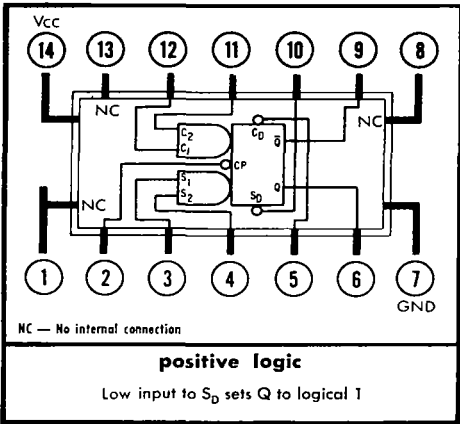 Vcc
14 13 12 11 10 9 8
NC
NC
C2
C1
CD
Q̄
CP
S1
S2
SD
Q
NC
1 2 3 4 5 6 7
GND
NC — No internal connection
positive logic
Low input to SD sets Q to logical 1